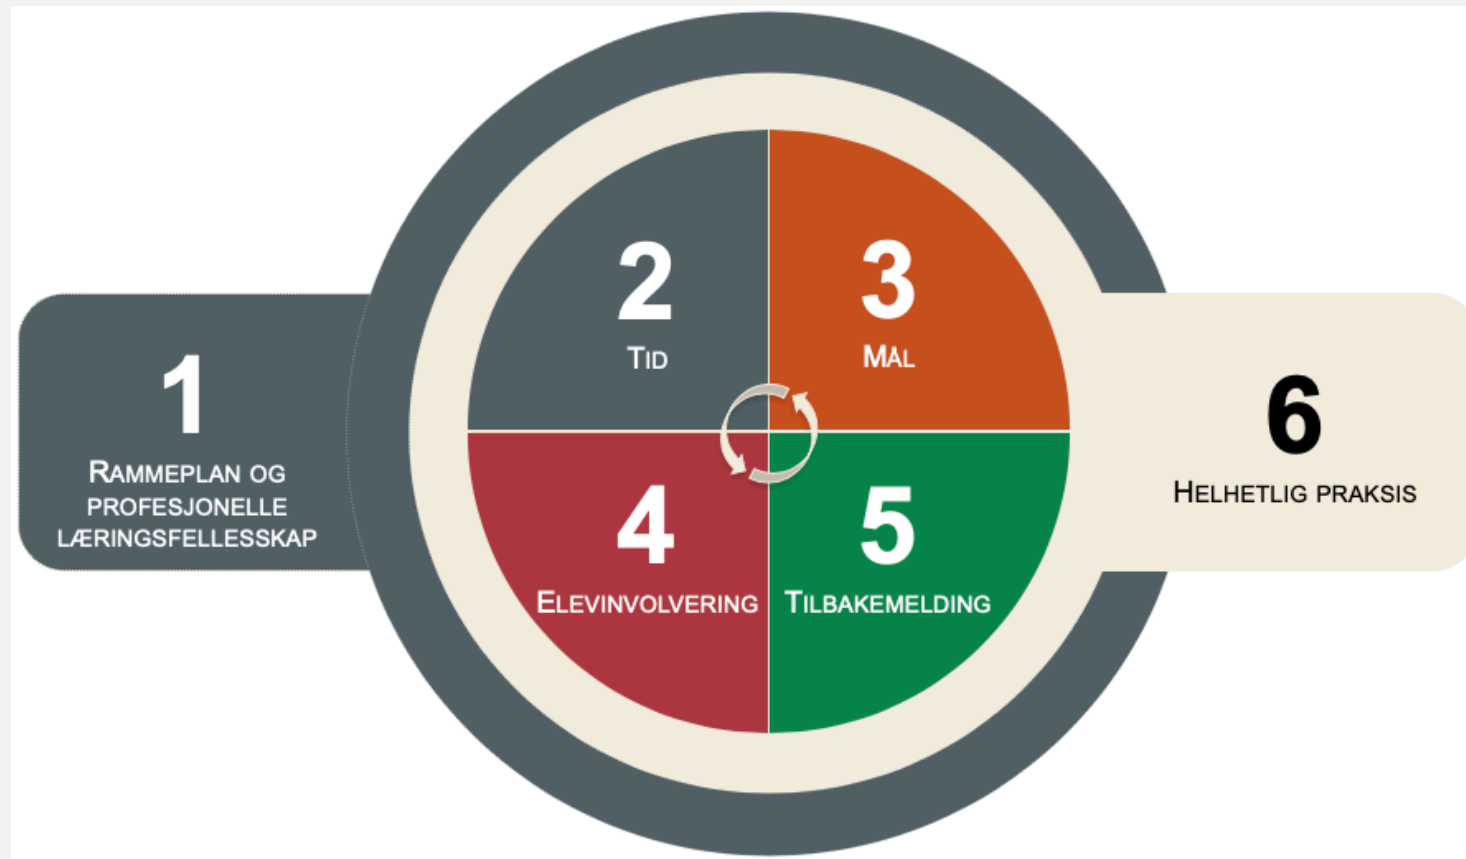 1
RAMMEPLAN OG
PROFESJONELLE
LÆRINGSFELLESSKAP
2
TID
3
MÅL
4
ELEVINVOLVERING
5
TILBAKEMELDING
6
HELHETLIG PRAKSIS